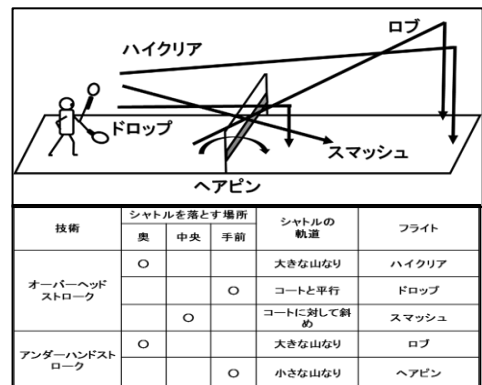 ロブ
ハイクリア
ドロップ
スマッシュ
ヘアピン
技術 シャトルを落とす場所 シャトルの軌道 フライト
奥 中央 手前
オーバーヘッドストローク
○ 大きな山なり ハイクリア
○ コートと平行 ドロップ
○ コートに対して斜め スマッシュ
アンダーハンドストローク
○ 大きな山なり ロブ
○ 小さな山なり ヘアピン